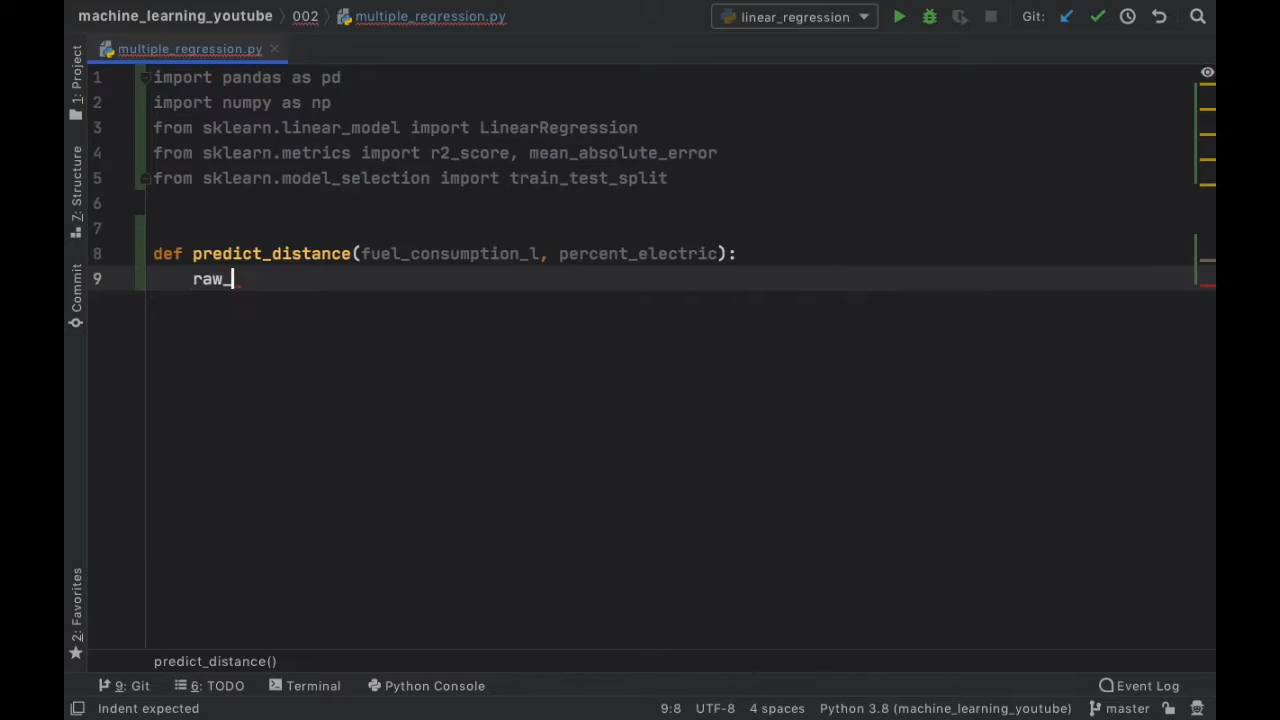 machine_learning_youtube 002 multiple_regression.py linear_regression Git:
multiple_regression.py
1 import pandas as pd
2 import numpy as np
3 from sklearn.linear_model import LinearRegression
4 from sklearn.metrics import r2_score, mean_absolute_error
5 from sklearn.model_selection import train_test_split
6
7
8 def predict_distance(fuel_consumption_l, percent_electric):
9 raw_
1: Project
7: Structure
Commit
2: Favorites
predict_distance()
9: Git 6: TODO Terminal Python Console Event Log
Indent expected 9:8 UTF-8 4 spaces Python 3.8 (machine_learning_youtube) master